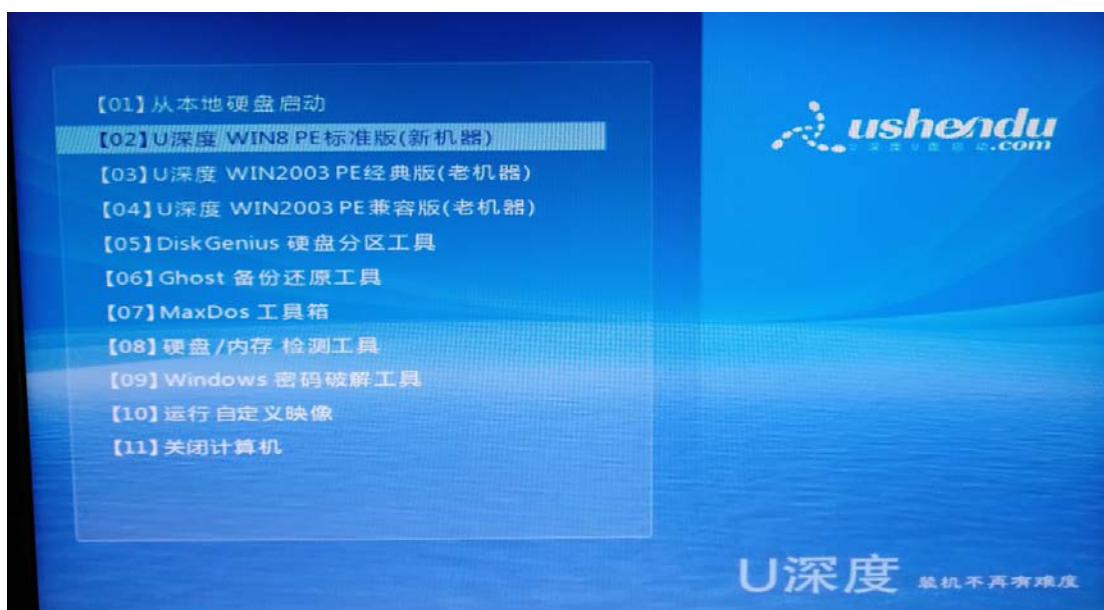 【01】从本地硬盘启动
【02】U深度 WIN8 PE标准版(新机器)
【03】U深度 WIN2003 PE经典版(老机器)
【04】U深度 WIN2003 PE兼容版(老机器)
【05】DiskGenius 硬盘分区工具
【06】Ghost 备份还原工具
【07】MaxDos 工具箱
【08】硬盘/内存 检测工具
【09】Windows 密码破解工具
【10】运行 自定义映像
【11】关闭计算机
ushendu
.com
U深度 装机不再有难度